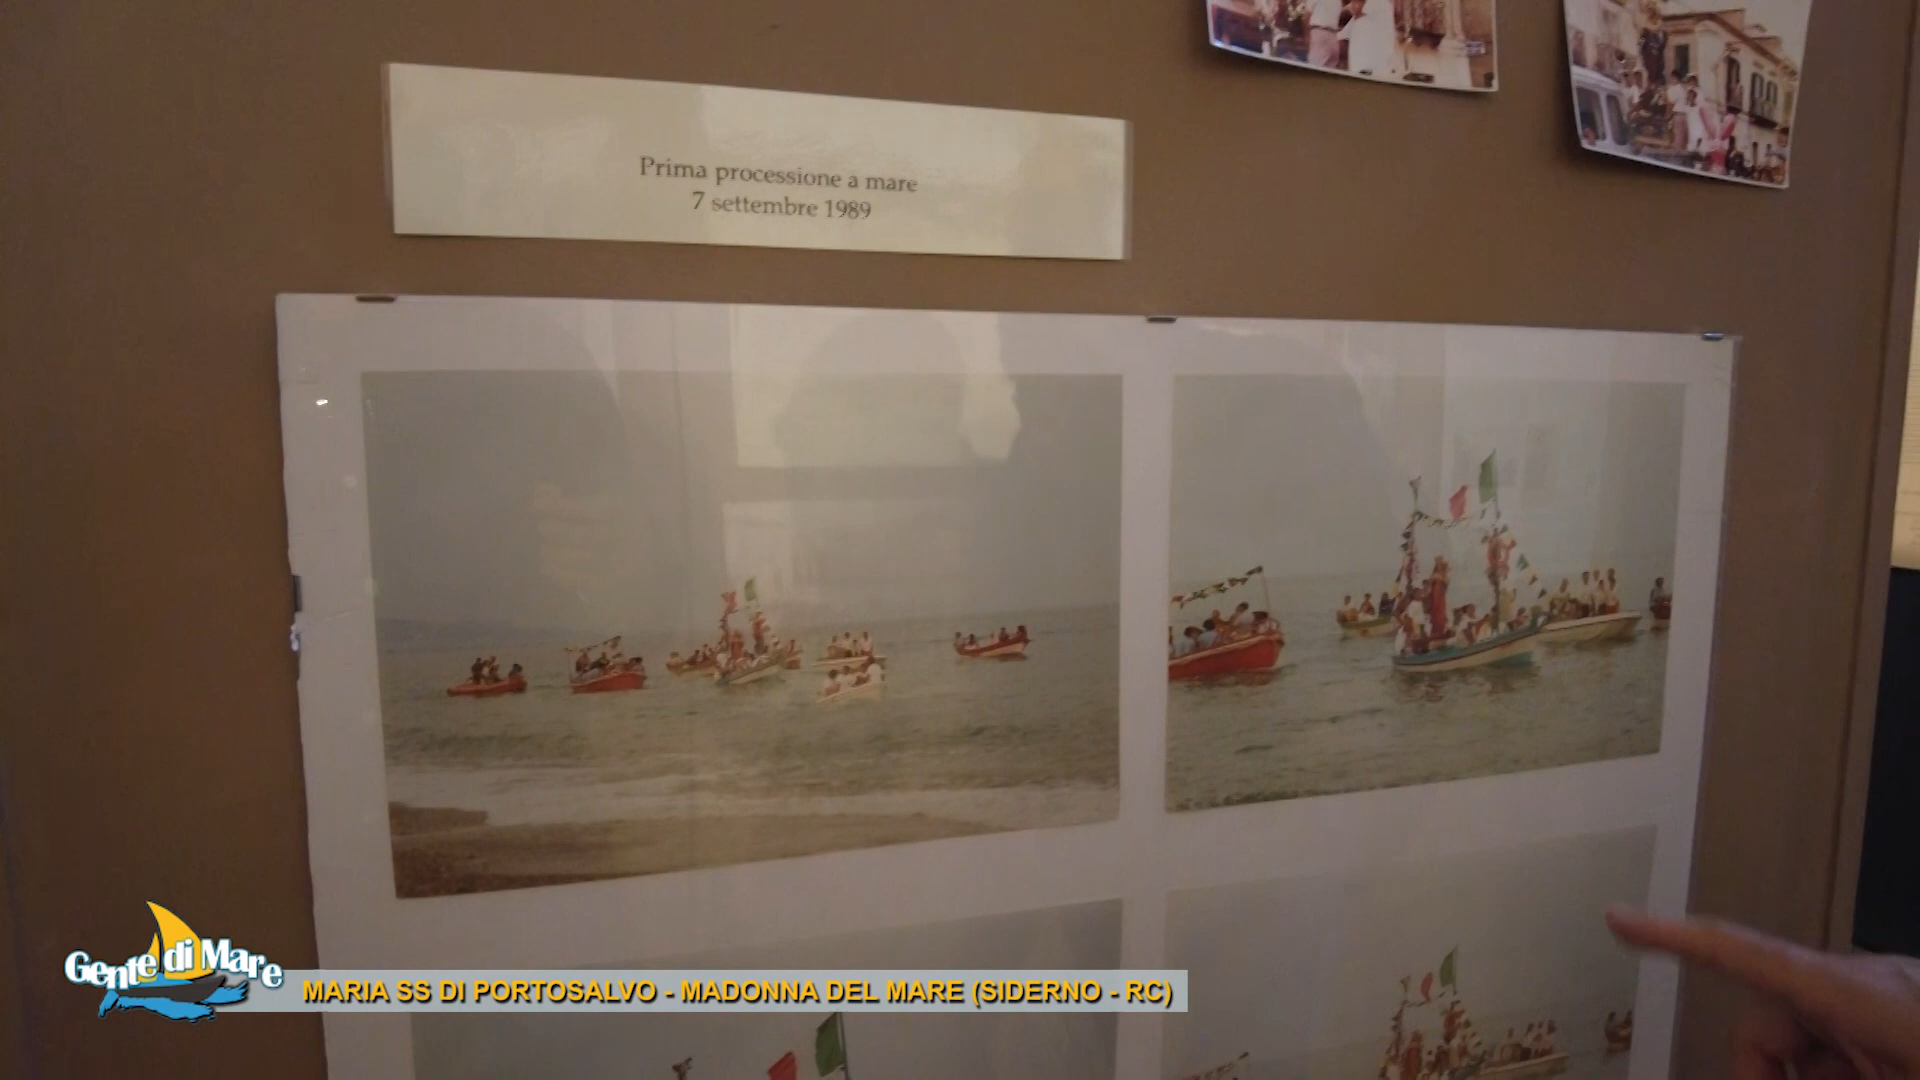 Prima processione a mare
7 settembre 1989
Gente di Mare
MARIA SS DI PORTOSALVO - MADONNA DEL MARE (SIDERNO - RC)